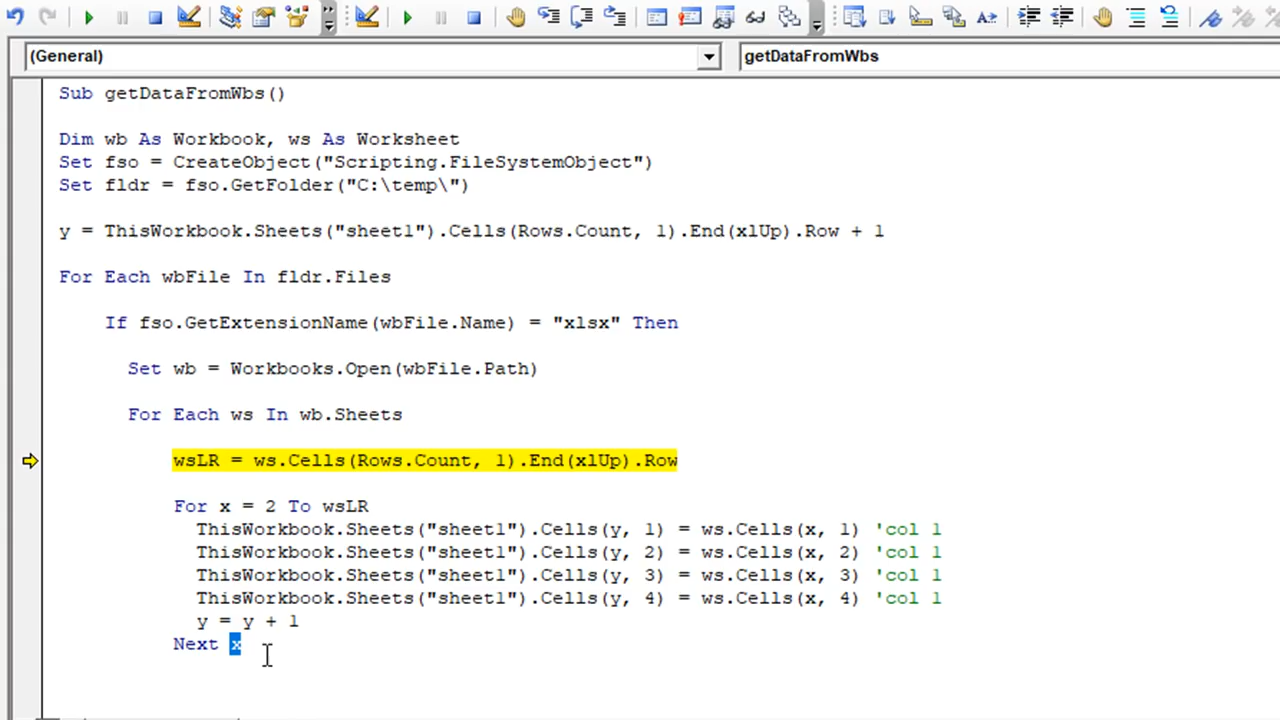 (General)
getDataFromWbs
Sub getDataFromWbs()
Dim wb As Workbook, ws As Worksheet
Set fso = CreateObject("Scripting.FileSystemObject")
Set fldr = fso.GetFolder("C:\temp\")
y = ThisWorkbook.Sheets("sheet1").Cells(Rows.Count, 1).End(xlUp).Row + 1
For Each wbFile In fldr.Files
If fso.GetExtensionName(wbFile.Name) = "xlsx" Then
Set wb = Workbooks.Open(wbFile.Path)
For Each ws In wb.Sheets
wsLR = ws.Cells(Rows.Count, 1).End(xlUp).Row
For x = 2 To wsLR
ThisWorkbook.Sheets("sheet1").Cells(y, 1) = ws.Cells(x, 1) 'col 1
ThisWorkbook.Sheets("sheet1").Cells(y, 2) = ws.Cells(x, 2) 'col 1
ThisWorkbook.Sheets("sheet1").Cells(y, 3) = ws.Cells(x, 3) 'col 1
ThisWorkbook.Sheets("sheet1").Cells(y, 4) = ws.Cells(x, 4) 'col 1
y = y + 1
Next x